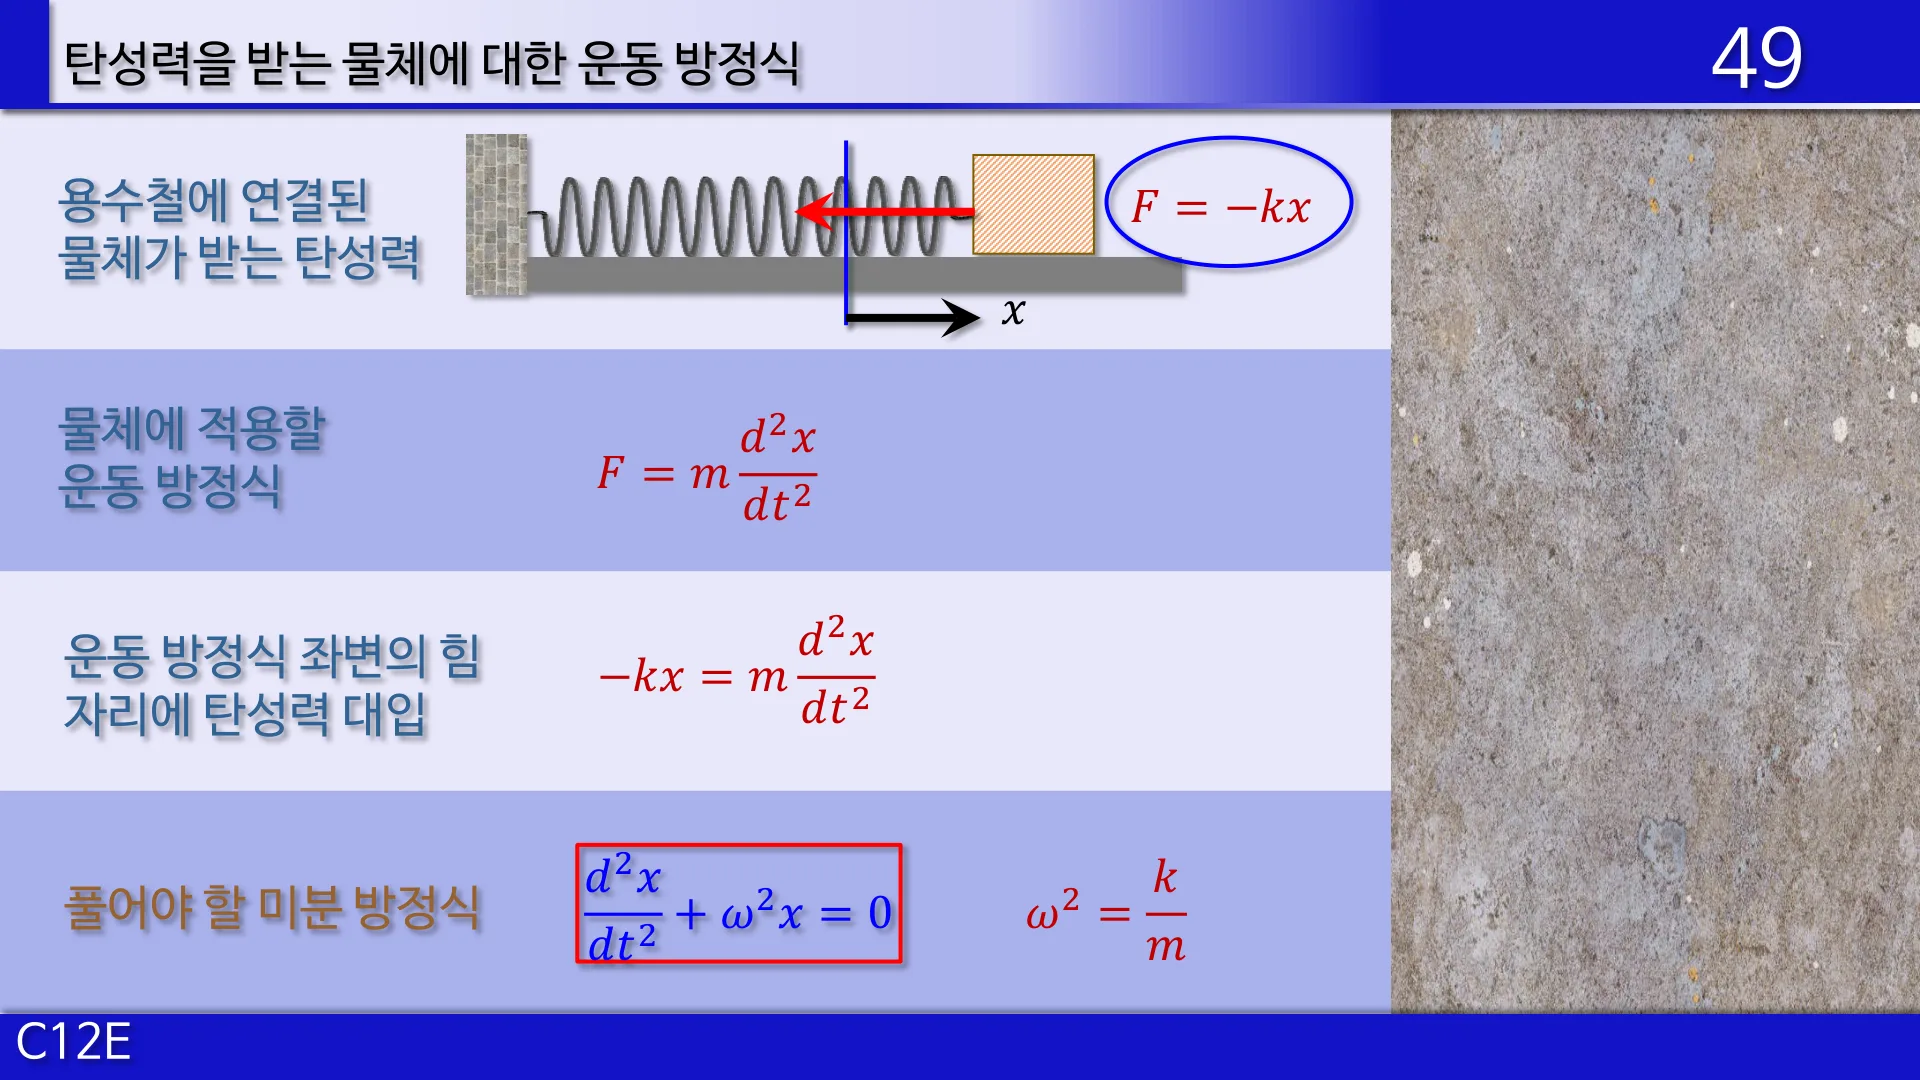 탄성력을 받는 물체에 대한 운동 방정식
49
용수철에 연결된
물체가 받는 탄성력
F = −kx
x
물체에 적용할
운동 방정식
F = m d²x/dt²
운동 방정식 좌변의 힘
자리에 탄성력 대입
−kx = m d²x/dt²
풀어야 할 미분 방정식
d²x/dt² + ω²x = 0
ω² = k/m
C12E